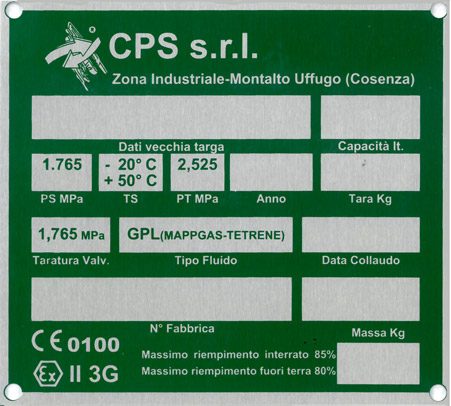 CPS s.r.l.
Zona Industriale-Montalto Uffugo (Cosenza)
Dati vecchia targa
Capacità lt.
1.765
- 20° C
+ 50° C
2,525
PS MPa
TS
PT MPa
Anno
Tara Kg
1,765 MPa
GPL(MAPPGAS-TETRENE)
Taratura Valv.
Tipo Fluido
Data Collaudo
N° Fabbrica
Massa Kg
CE 0100
Massimo riempimento interrato 85%
Ex II 3G
Massimo riempimento fuori terra 80%